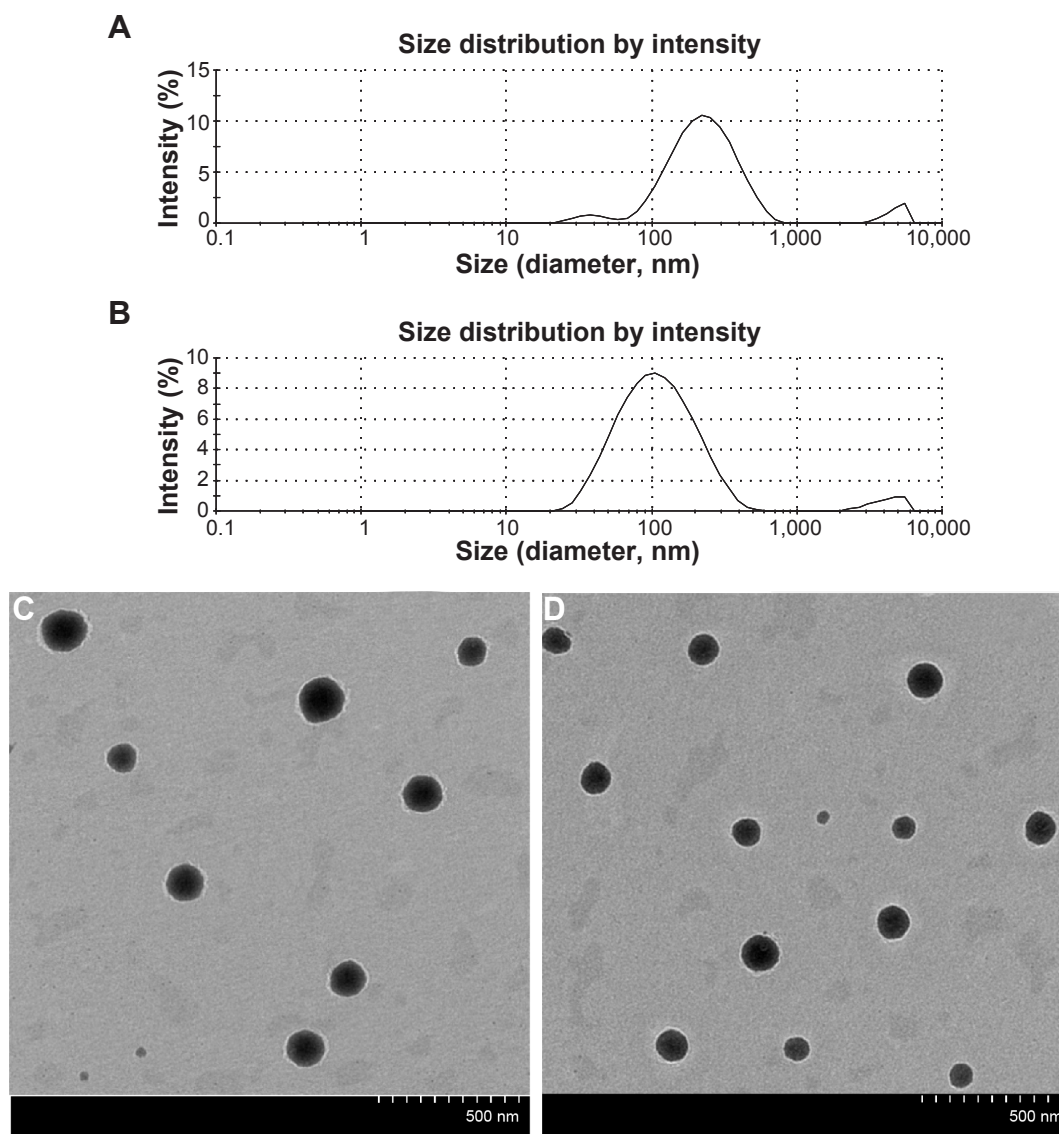 A
Size distribution by intensity
Intensity (%)
15
10
5
0
0.1 1 10 100 1,000 10,000
Size (diameter, nm)
B
Size distribution by intensity
Intensity (%)
10
8
6
4
2
0
0.1 1 10 100 1,000 10,000
Size (diameter, nm)
C
D
500 nm
500 nm